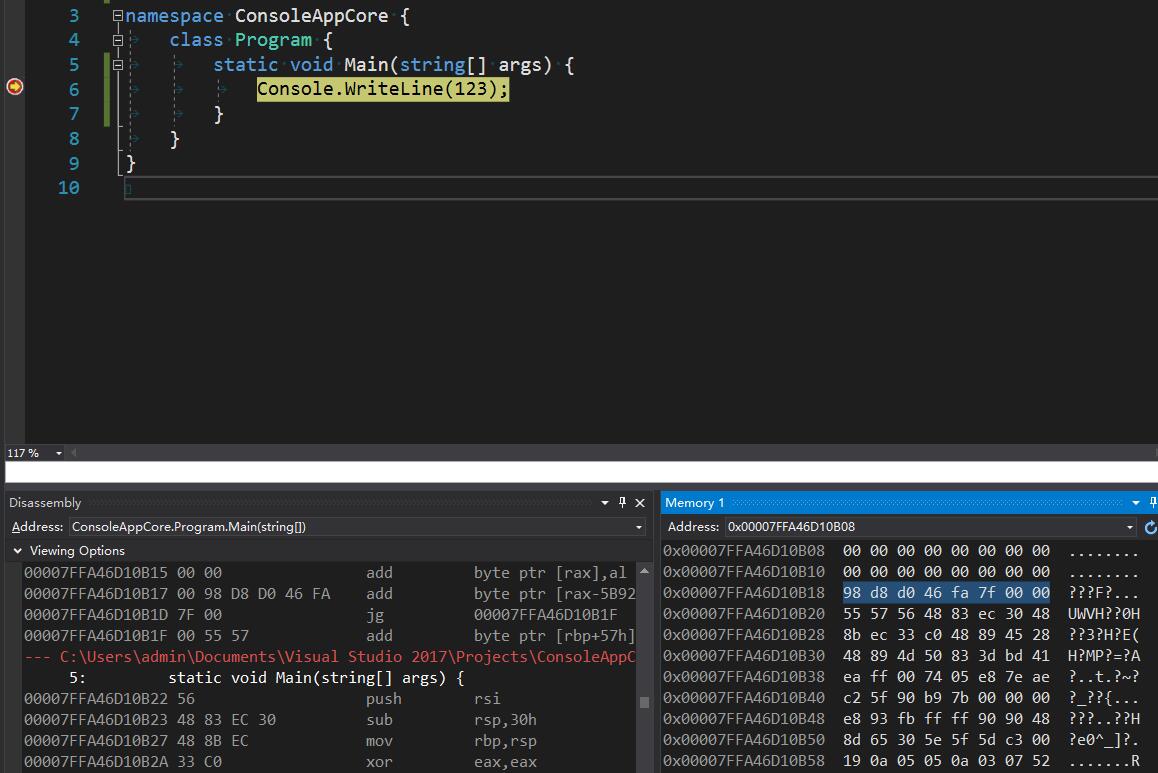 3 namespace ConsoleAppCore {
4 class Program {
5 static void Main(string[] args) {
6 Console.WriteLine(123);
7 }
8 }
9 }
10
117 %
Disassembly
Address: ConsoleAppCore.Program.Main(string[])
Viewing Options
00007FFA46D10B15 00 00 add byte ptr [rax],al
00007FFA46D10B17 00 98 D8 D0 46 FA add byte ptr [rax-5B92
00007FFA46D10B1D 7F 00 jg 00007FFA46D10B1F
00007FFA46D10B1F 00 55 57 add byte ptr [rbp+57h]
--- C:\Users\admin\Documents\Visual Studio 2017\Projects\ConsoleAppC
5: static void Main(string[] args) {
00007FFA46D10B22 56 push rsi
00007FFA46D10B23 48 83 EC 30 sub rsp,30h
00007FFA46D10B27 48 8B EC mov rbp,rsp
00007FFA46D10B2A 33 C0 xor eax,eax
Memory 1
Address: 0x00007FFA46D10B08
0x00007FFA46D10B08 00 00 00 00 00 00 00 00 ........
0x00007FFA46D10B10 00 00 00 00 00 00 00 00 ........
0x00007FFA46D10B18 98 d8 d0 46 fa 7f 00 00 ???F?...
0x00007FFA46D10B20 55 57 56 48 83 ec 30 48 UWVH??0H
0x00007FFA46D10B28 8b ec 33 c0 48 89 45 28 ??3?H?E(
0x00007FFA46D10B30 48 89 4d 50 83 3d bd 41 H?MP?=?A
0x00007FFA46D10B38 ea ff 00 74 05 e8 7e ae ?..t.?~?
0x00007FFA46D10B40 c2 5f 90 b9 7b 00 00 00 ?_??{...
0x00007FFA46D10B48 e8 93 fb ff ff 90 90 48 ???..??H
0x00007FFA46D10B50 8d 65 30 5e 5f 5d c3 00 ?e0^_]?.
0x00007FFA46D10B58 19 0a 05 05 0a 03 07 52 .......R